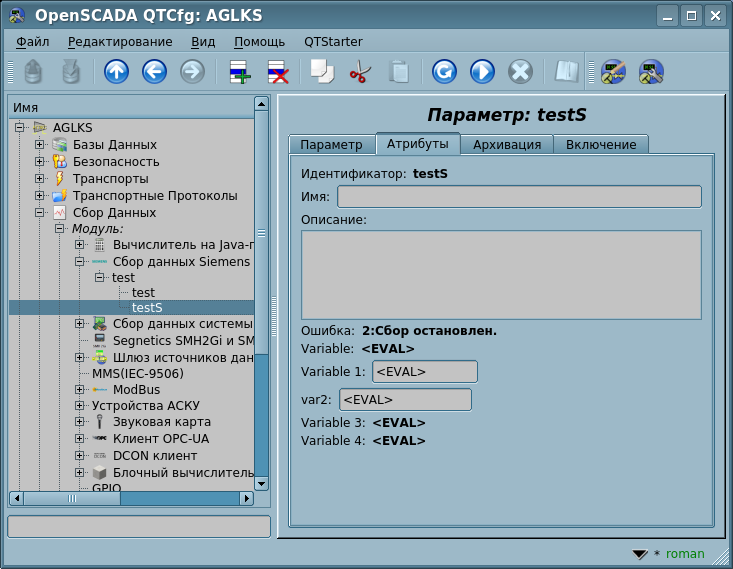 OpenSCADA QTCfg: AGLKS
Файл Редактирование Вид Помощь QTStarter
Имя
AGLKS
Базы Данных
Безопасность
Транспорты
Транспортные Протоколы
Сбор Данных
Модуль:
Вычислитель на Java-
Сбор данных Siemens
test
test
testS
Сбор данных системы
Segnetics SMH2Gi и SM
Шлюз источников дан
MMS(IEC-9506)
ModBus
Устройства АСКУ
Звуковая карта
Клиент OPC-UA
DCON клиент
Блочный вычислитель
GPIO
Параметр: testS
Параметр Атрибуты Архивация Включение
Идентификатор: testS
Имя:
Описание:
Ошибка: 2:Сбор остановлен.
Variable: <EVAL>
Variable 1: <EVAL>
var2: <EVAL>
Variable 3: <EVAL>
Variable 4: <EVAL>
* roman